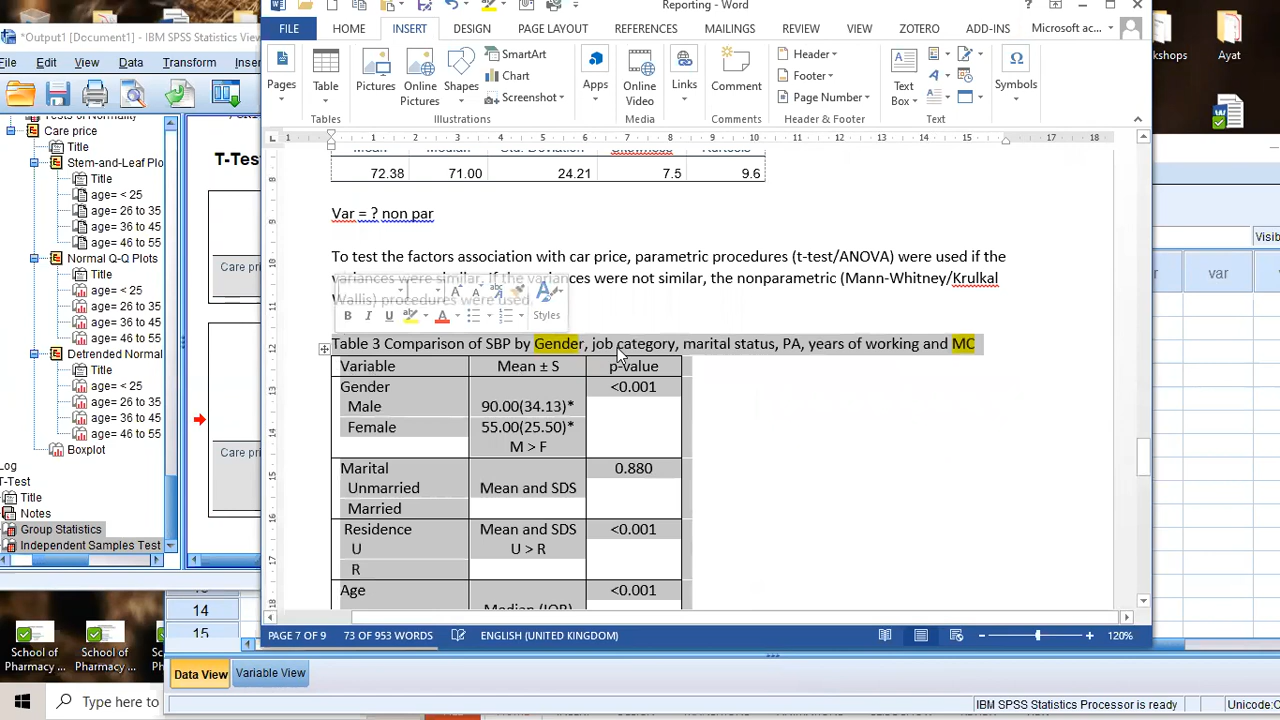 Reporting - Word
*Output1 [Document1] - IBM SPSS Statistics View
FILE HOME INSERT DESIGN PAGE LAYOUT REFERENCES MAILINGS REVIEW VIEW ZOTERO ADD-INS Microsoft ac...
File Edit View Data Transform Inser
Pages
Table
Tables
Pictures
Online Pictures
Shapes
SmartArt
Chart
Screenshot
Illustrations
Apps
Online Video
Media
Links
Comment
Comments
Header
Footer
Page Number
Header & Footer
Text Box
Text
Symbols
kshops
Ayat
Care price
Title
Stem-and-Leaf Plo
Title
age= < 25
age= 26 to 35
age= 36 to 45
age= 46 to 55
Normal Q-Q Plots
Title
age= < 25
age= 26 to 35
age= 36 to 45
age= 46 to 55
Detrended Normal
Title
age= < 25
age= 26 to 35
age= 36 to 45
age= 46 to 55
Boxplot
Log
T-Test
Title
Notes
Group Statistics
Independent Samples Test
T-Test
Care pri
Care pri
72.38 71.00 24.21 7.5 9.6
Var = ? non par
To test the factors association with car price, parametric procedures (t-test/ANOVA) were used if the
variances were similar. If the variances were not similar, the nonparametric (Mann-Whitney/Krulkal
Wallis) procedures were used
Styles
Table 3 Comparison of SBP by Gender, job category, marital status, PA, years of working and MC
Variable Mean ± S p-value
Gender <0.001
Male 90.00(34.13)*
Female 55.00(25.50)*
M > F
Marital 0.880
Unmarried Mean and SDS
Married
Residence Mean and SDS <0.001
U U > R
R
Age <0.001
Median (IQR)
Visib
var var
PAGE 7 OF 9 73 OF 953 WORDS ENGLISH (UNITED KINGDOM) 120%
14
15
Data View Variable View
School of Pharmacy ...
School of Pharmacy ...
Type here to
IBM SPSS Statistics Processor is ready Unicode:C